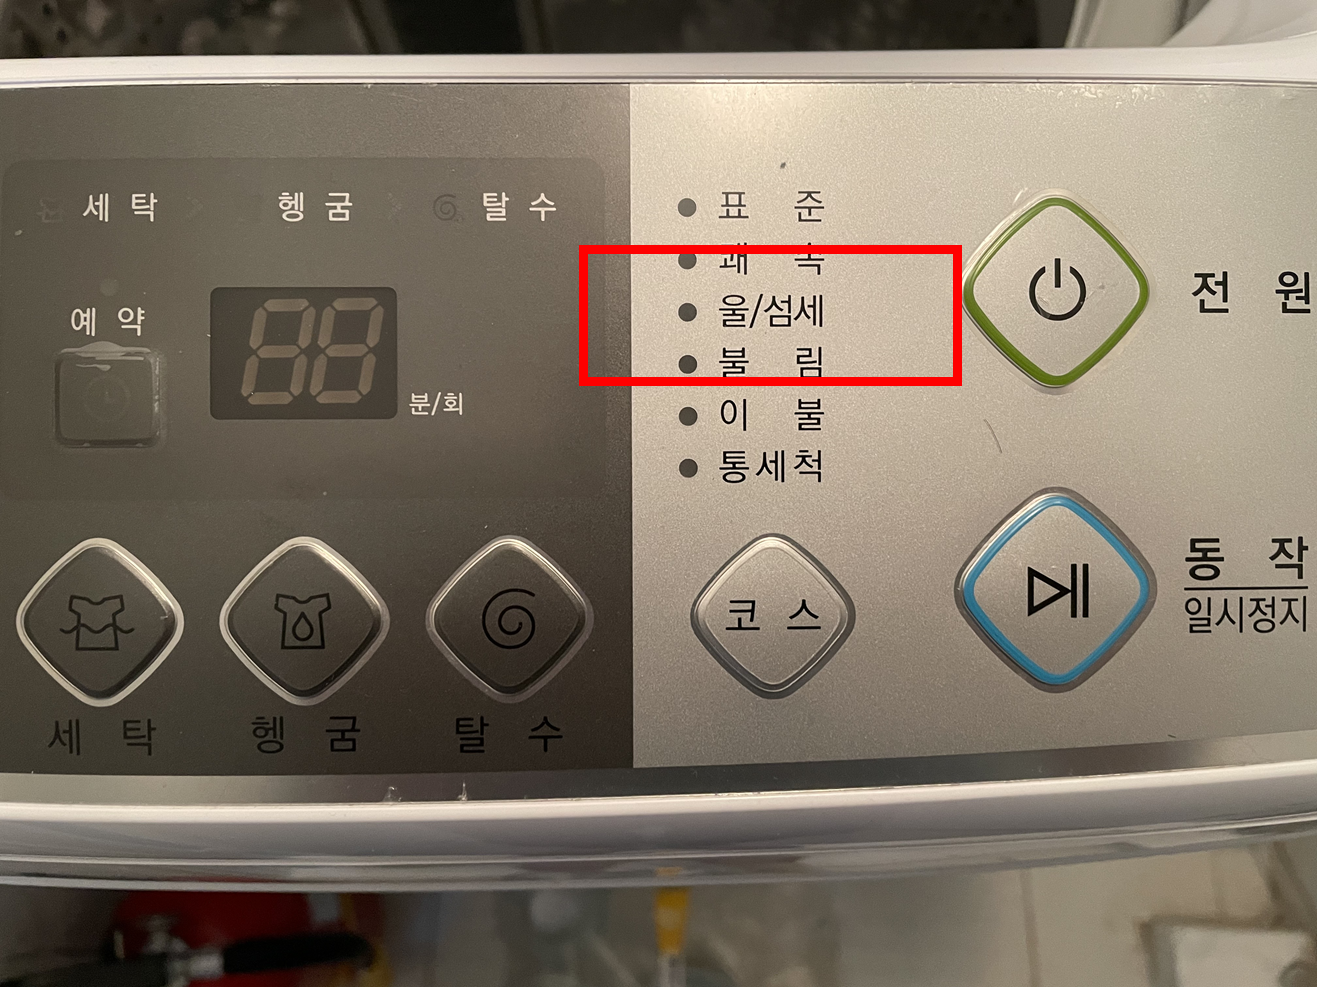 세탁 헹굼 탈수
예약
88
분/회
표준
쾌속
울/섬세
불림
이불
통세척
전원
코스
동작
일시정지
세탁 헹굼 탈수